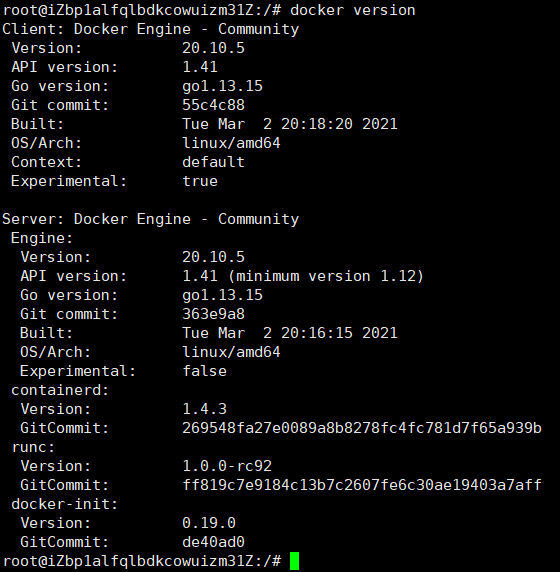 root@iZbp1alfqlbdkcowuizm31Z:/# docker version
Client: Docker Engine - Community
 Version:           20.10.5
 API version:       1.41
 Go version:        go1.13.15
 Git commit:        55c4c88
 Built:             Tue Mar  2 20:18:20 2021
 OS/Arch:           linux/amd64
 Context:           default
 Experimental:      true

Server: Docker Engine - Community
 Engine:
  Version:          20.10.5
  API version:      1.41 (minimum version 1.12)
  Go version:       go1.13.15
  Git commit:       363e9a8
  Built:            Tue Mar  2 20:16:15 2021
  OS/Arch:          linux/amd64
  Experimental:     false
 containerd:
  Version:          1.4.3
  GitCommit:        269548fa27e0089a8b8278fc4fc781d7f65a939b
 runc:
  Version:          1.0.0-rc92
  GitCommit:        ff819c7e9184c13b7c2607fe6c30ae19403a7aff
 docker-init:
  Version:          0.19.0
  GitCommit:        de40ad0
root@iZbp1alfqlbdkcowuizm31Z:/#